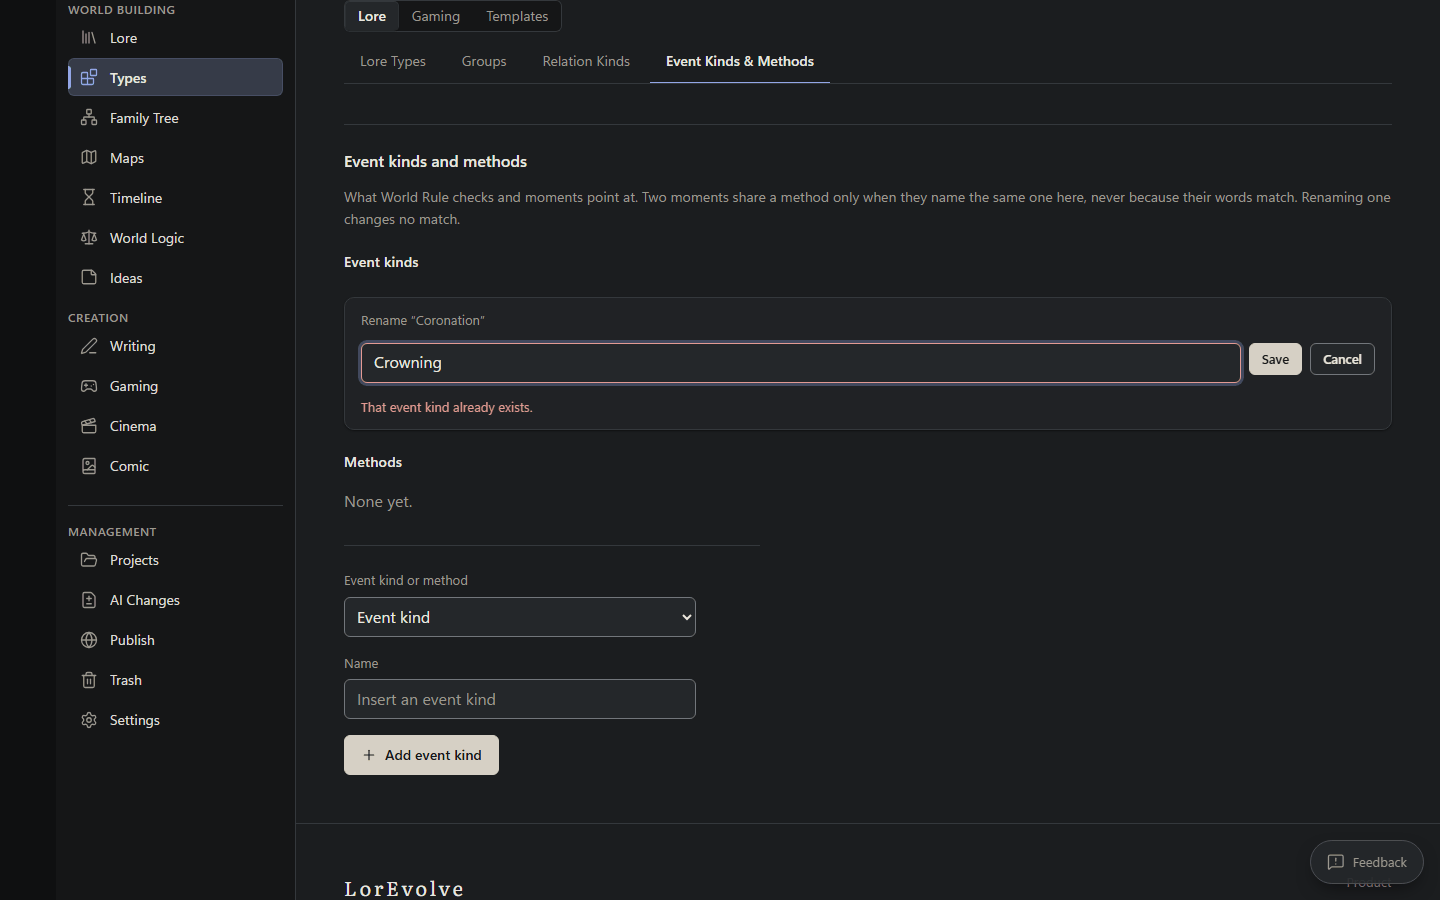 WORLD BUILDING
Lore
Types
Family Tree
Maps
Timeline
World Logic
Ideas
CREATION
Writing
Gaming
Cinema
Comic
MANAGEMENT
Projects
AI Changes
Publish
Trash
Settings
Lore Gaming Templates
Lore Types Groups Relation Kinds Event Kinds & Methods
Event kinds and methods
What World Rule checks and moments point at. Two moments share a method only when they name the same one here, never because their words match. Renaming one
changes no match.
Event kinds
Rename “Coronation”
Crowning
Save
Cancel
That event kind already exists.
Methods
None yet.
Event kind or method
Event kind
Name
Insert an event kind
+ Add event kind
LorEvolve
Feedback
Product